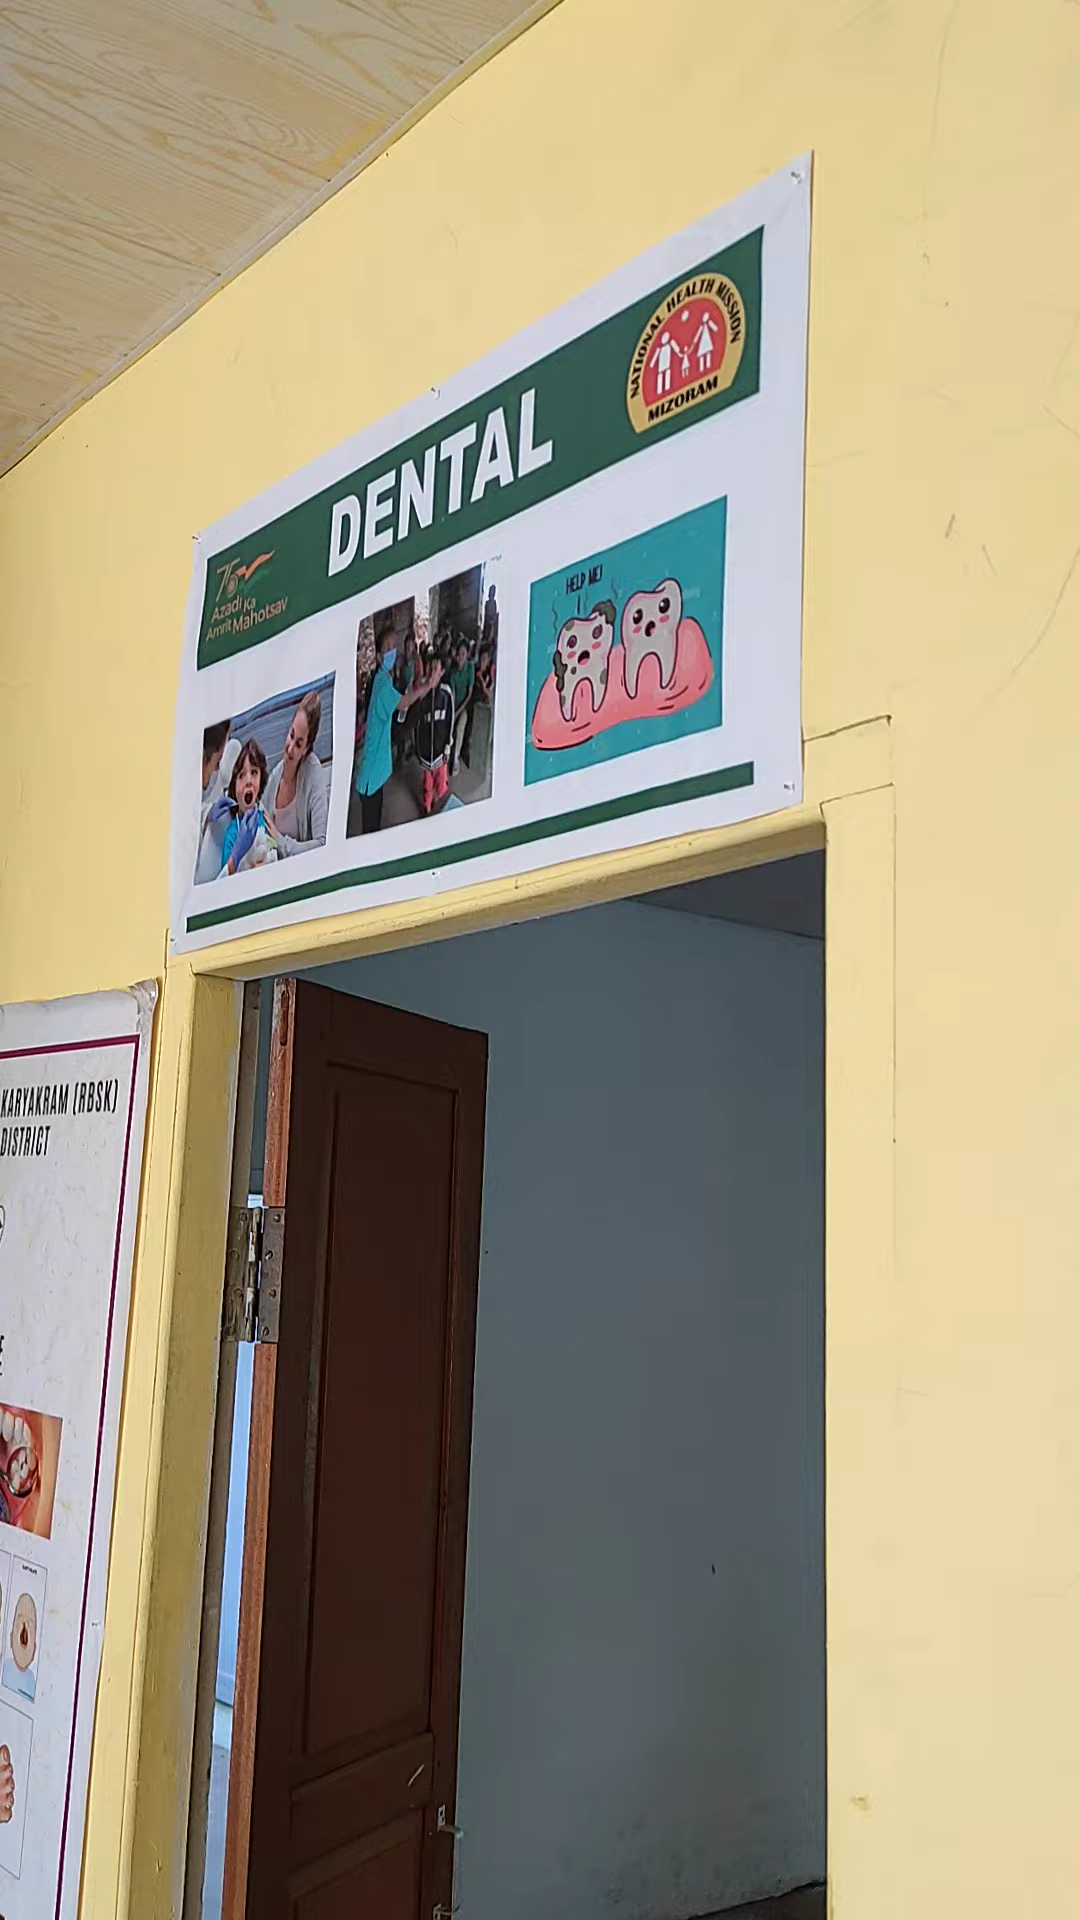 NATIONAL HEALTH MISSION
MIZORAM
DENTAL
75
Azadi Ka
Amrit Mahotsav
HELP ME!
KARYAKRAM (RBSK)
DISTRICT
E